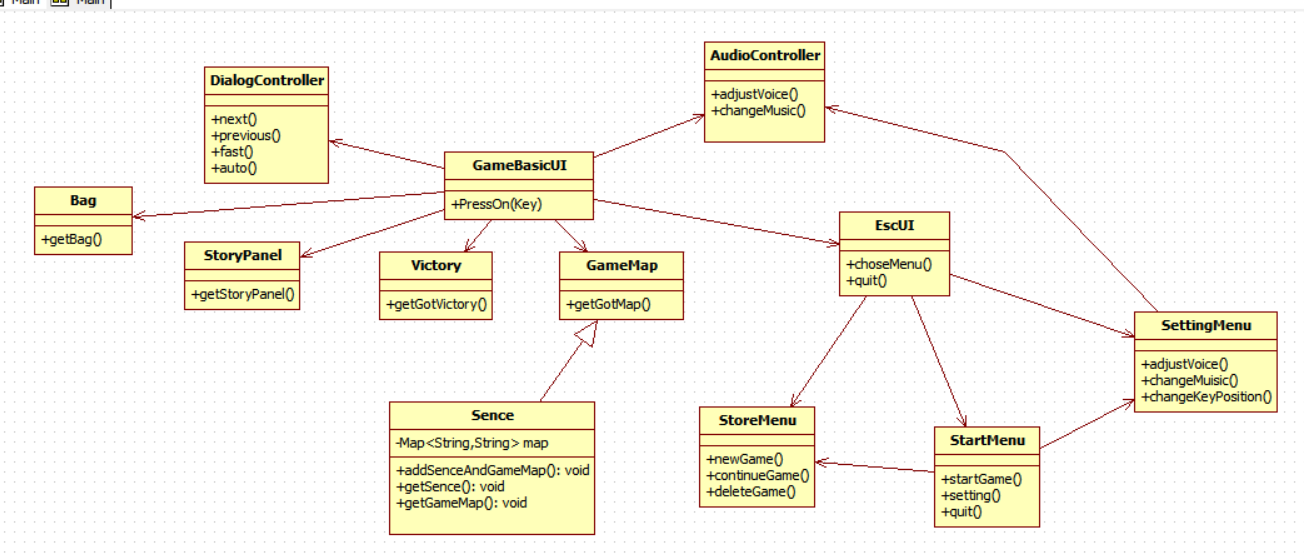 Main Main
AudioController
+adjustVoice()
+changeMusic()
DialogController
+next()
+previous()
+fast()
+auto()
GameBasicUI
+PressOn(Key)
Bag
+getBag()
StoryPanel
+getStoryPanel()
Victory
+getGotVictory()
GameMap
+getGotMap()
EscUI
+choseMenu()
+quit()
SettingMenu
+adjustVoice()
+changeMuisic()
+changeKeyPosition()
Sence
-Map<String,String> map
+addSenceAndGameMap(): void
+getSence(): void
+getGameMap(): void
StoreMenu
+newGame()
+continueGame()
+deleteGame()
StartMenu
+startGame()
+setting()
+quit()